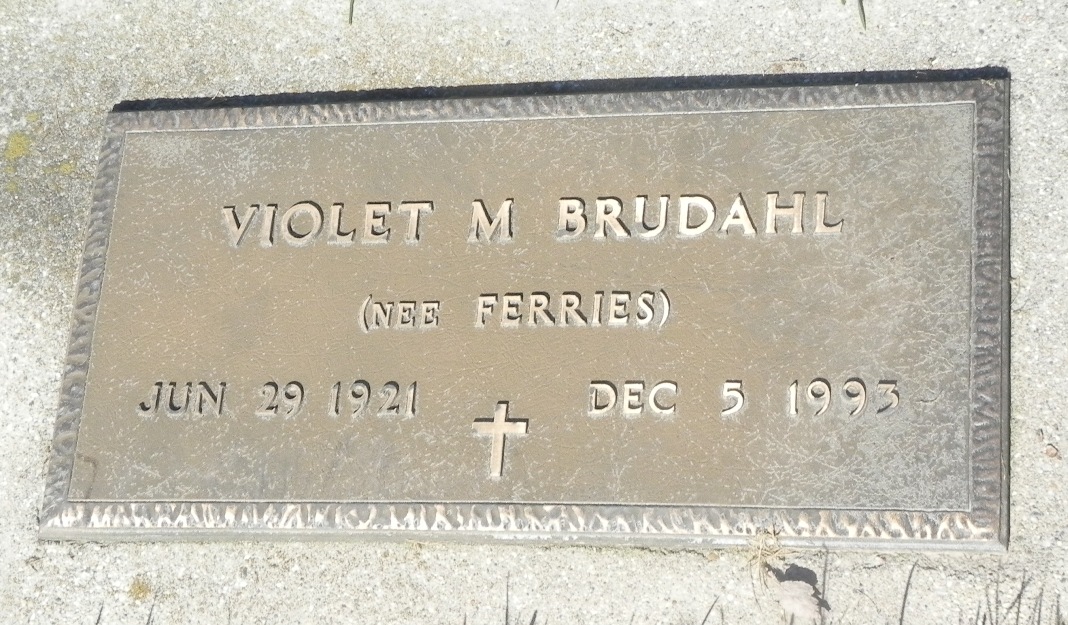 VIOLET M BRUDAHL
(NEE FERRIES)
JUN 29 1921 DEC 5 1993